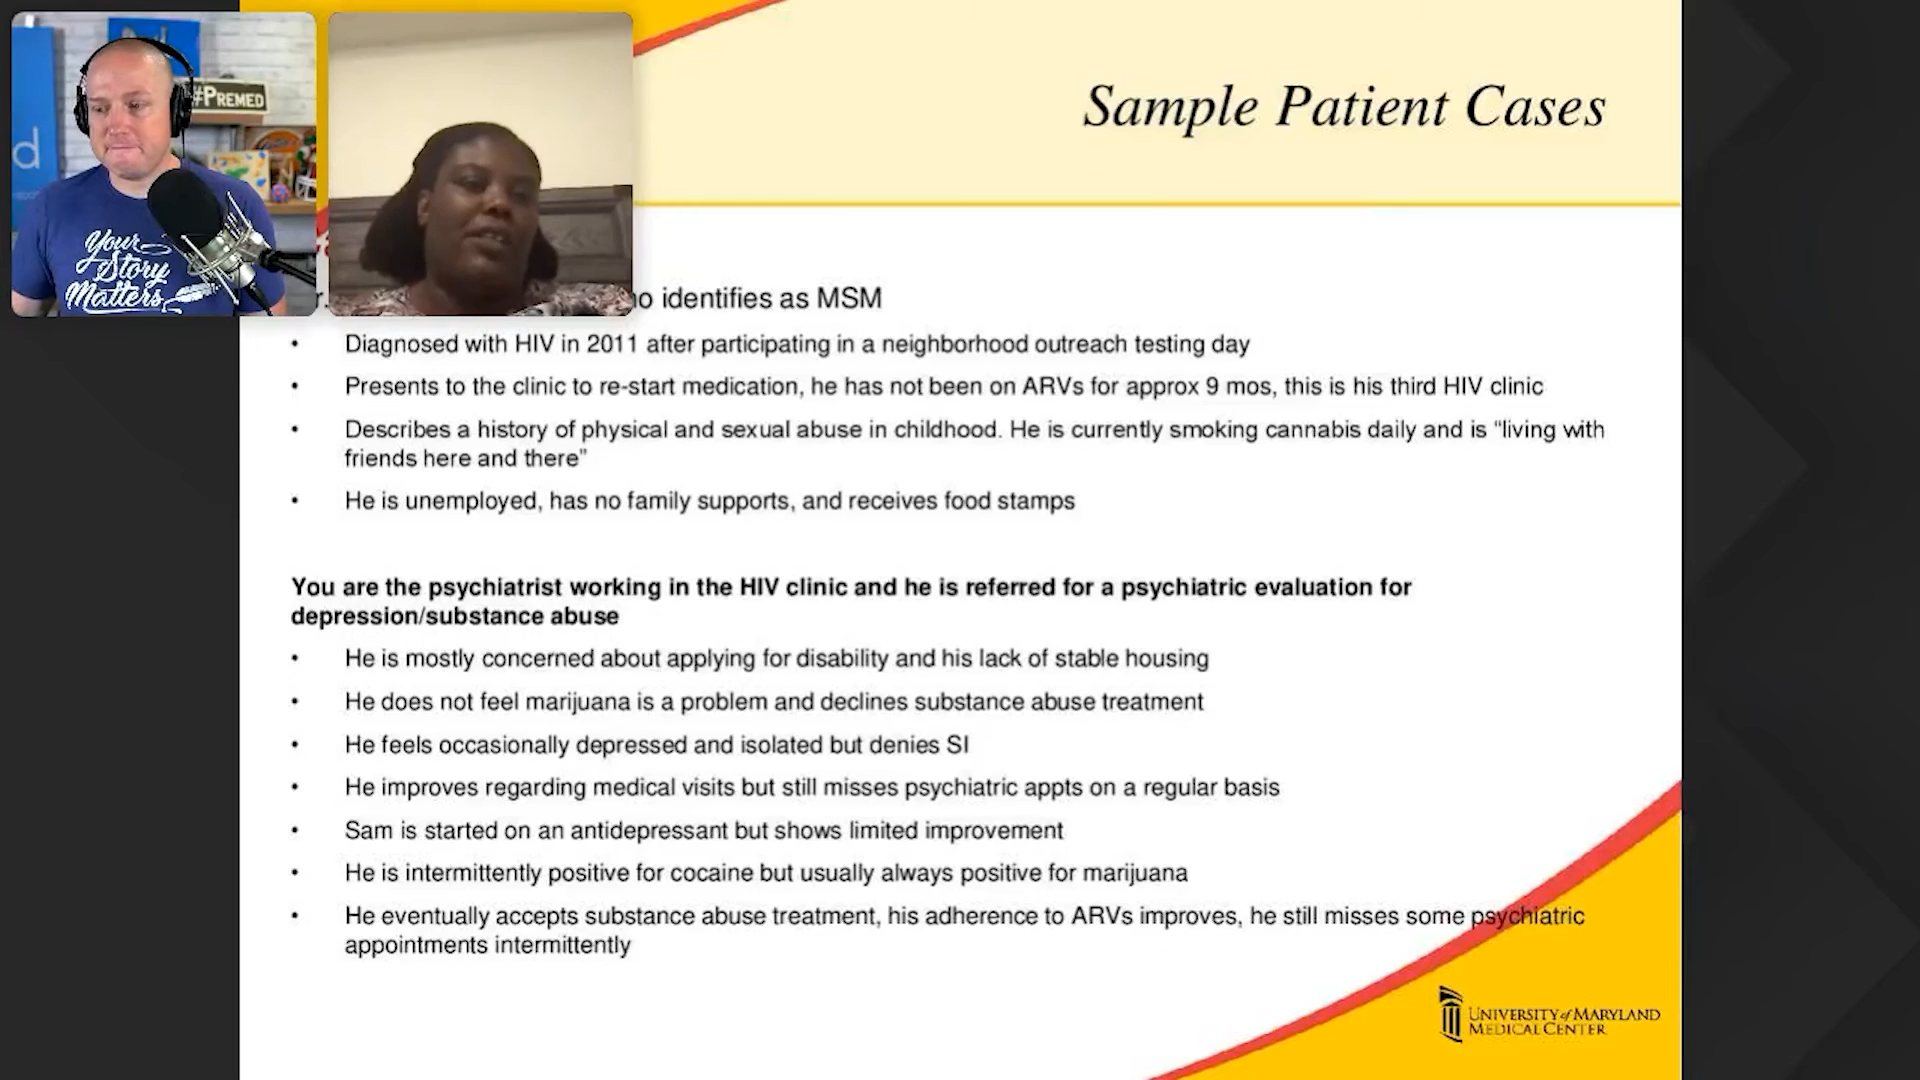 #PREMED
d
Your
Story
Matters
Sample Patient Cases
identifies as MSM
• Diagnosed with HIV in 2011 after participating in a neighborhood outreach testing day
• Presents to the clinic to re-start medication, he has not been on ARVs for approx 9 mos, this is his third HIV clinic
• Describes a history of physical and sexual abuse in childhood. He is currently smoking cannabis daily and is “living with
friends here and there”
• He is unemployed, has no family supports, and receives food stamps
You are the psychiatrist working in the HIV clinic and he is referred for a psychiatric evaluation for
depression/substance abuse
• He is mostly concerned about applying for disability and his lack of stable housing
• He does not feel marijuana is a problem and declines substance abuse treatment
• He feels occasionally depressed and isolated but denies SI
• He improves regarding medical visits but still misses psychiatric appts on a regular basis
• Sam is started on an antidepressant but shows limited improvement
• He is intermittently positive for cocaine but usually always positive for marijuana
• He eventually accepts substance abuse treatment, his adherence to ARVs improves, he still misses some psychiatric
appointments intermittently
UNIVERSITY of MARYLAND
MEDICAL CENTER